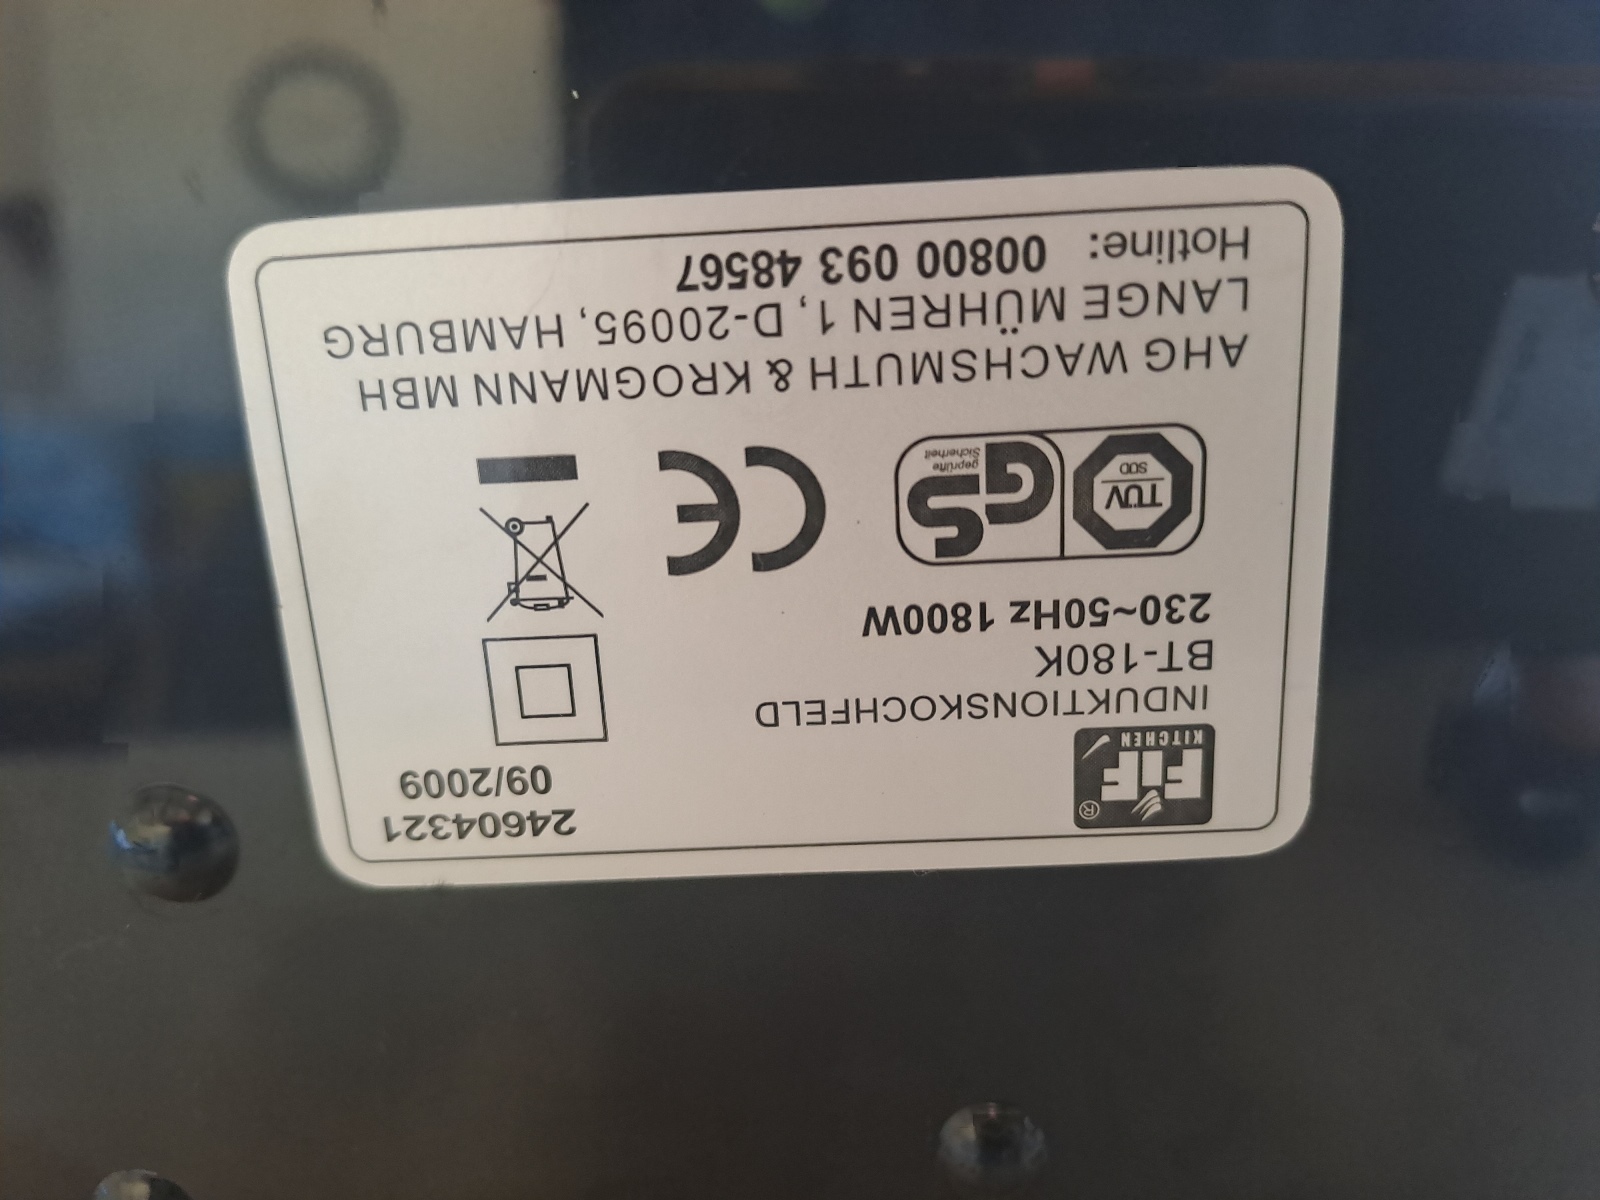 FIF ®
KITCHEN
24604321
09/2009
INDUKTIONSKOCHFELD
BT-180K
230~50Hz 1800W
TÜV
SÜD
GS
geprüfte
Sicherheit
CE
AHG WACHSMUTH & KROGMANN MBH
LANGE MÜHREN 1, D-20095, HAMBURG
Hotline: 00800 093 48567